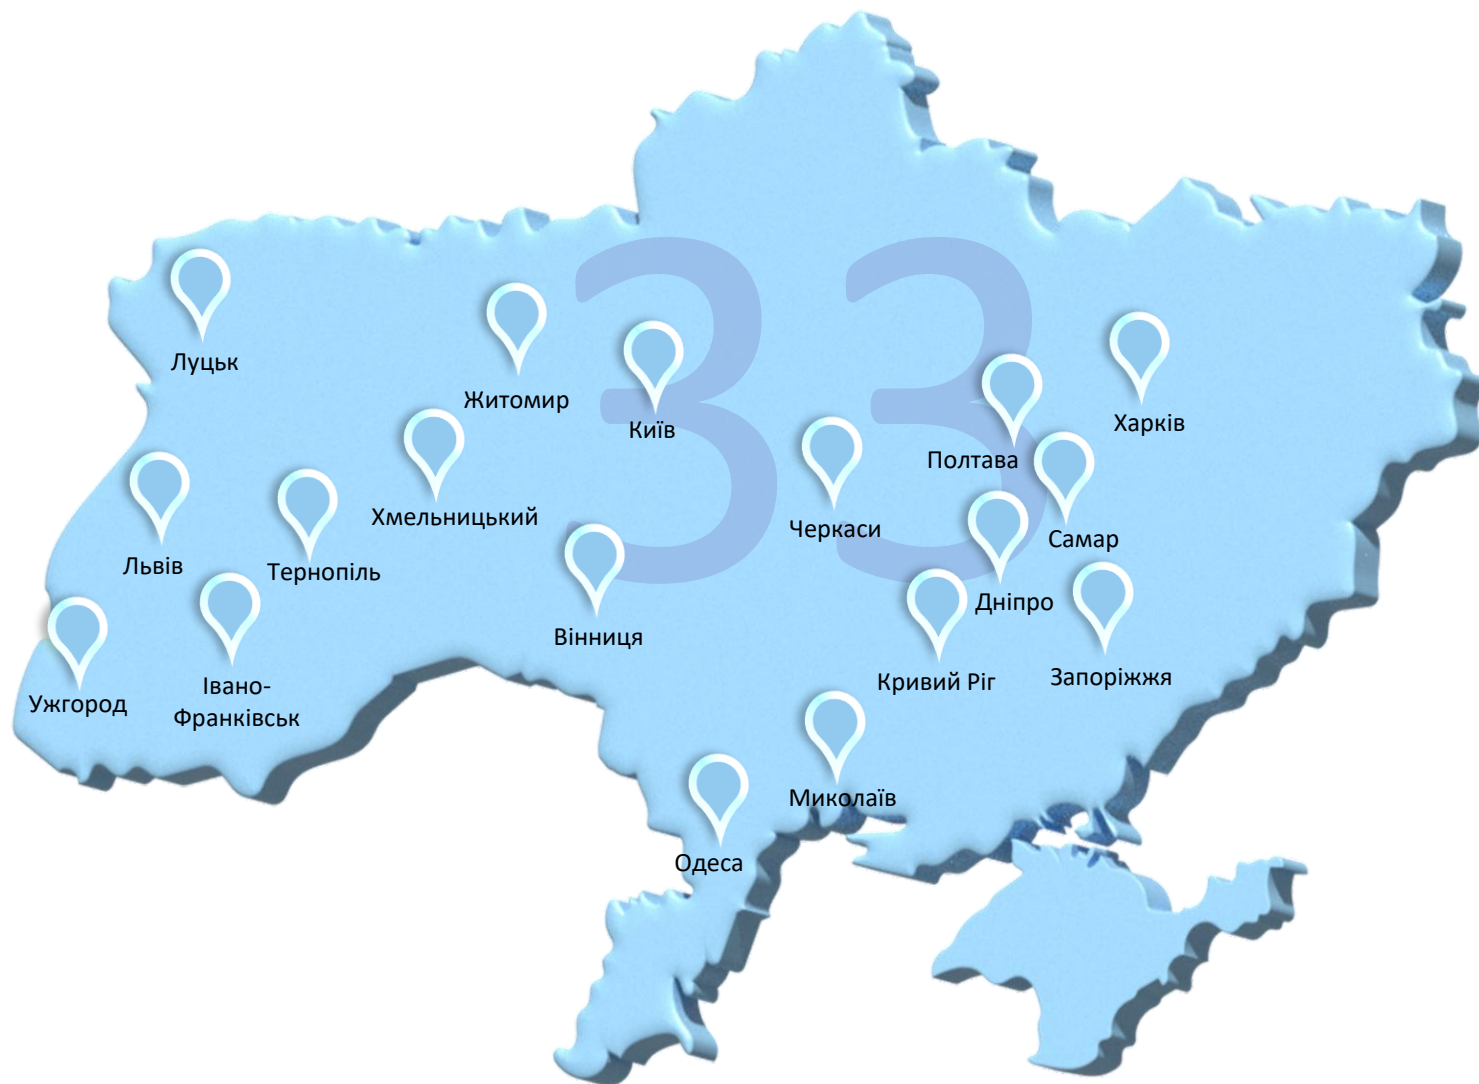 33
Луцьк
Житомир
Київ
Харків
Полтава
Хмельницький
Черкаси
Самар
Львів
Тернопіль
Дніпро
Вінниця
Ужгород
Івано-
Франківськ
Кривий Ріг
Запоріжжя
Миколаїв
Одеса